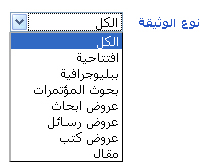 نوع الوثيقة الكل
الكل
افتتاحية
ببليوجرافية
بحوث المؤتمرات
عروض ابحاث
عروض رسائل
عروض كتب
مقال